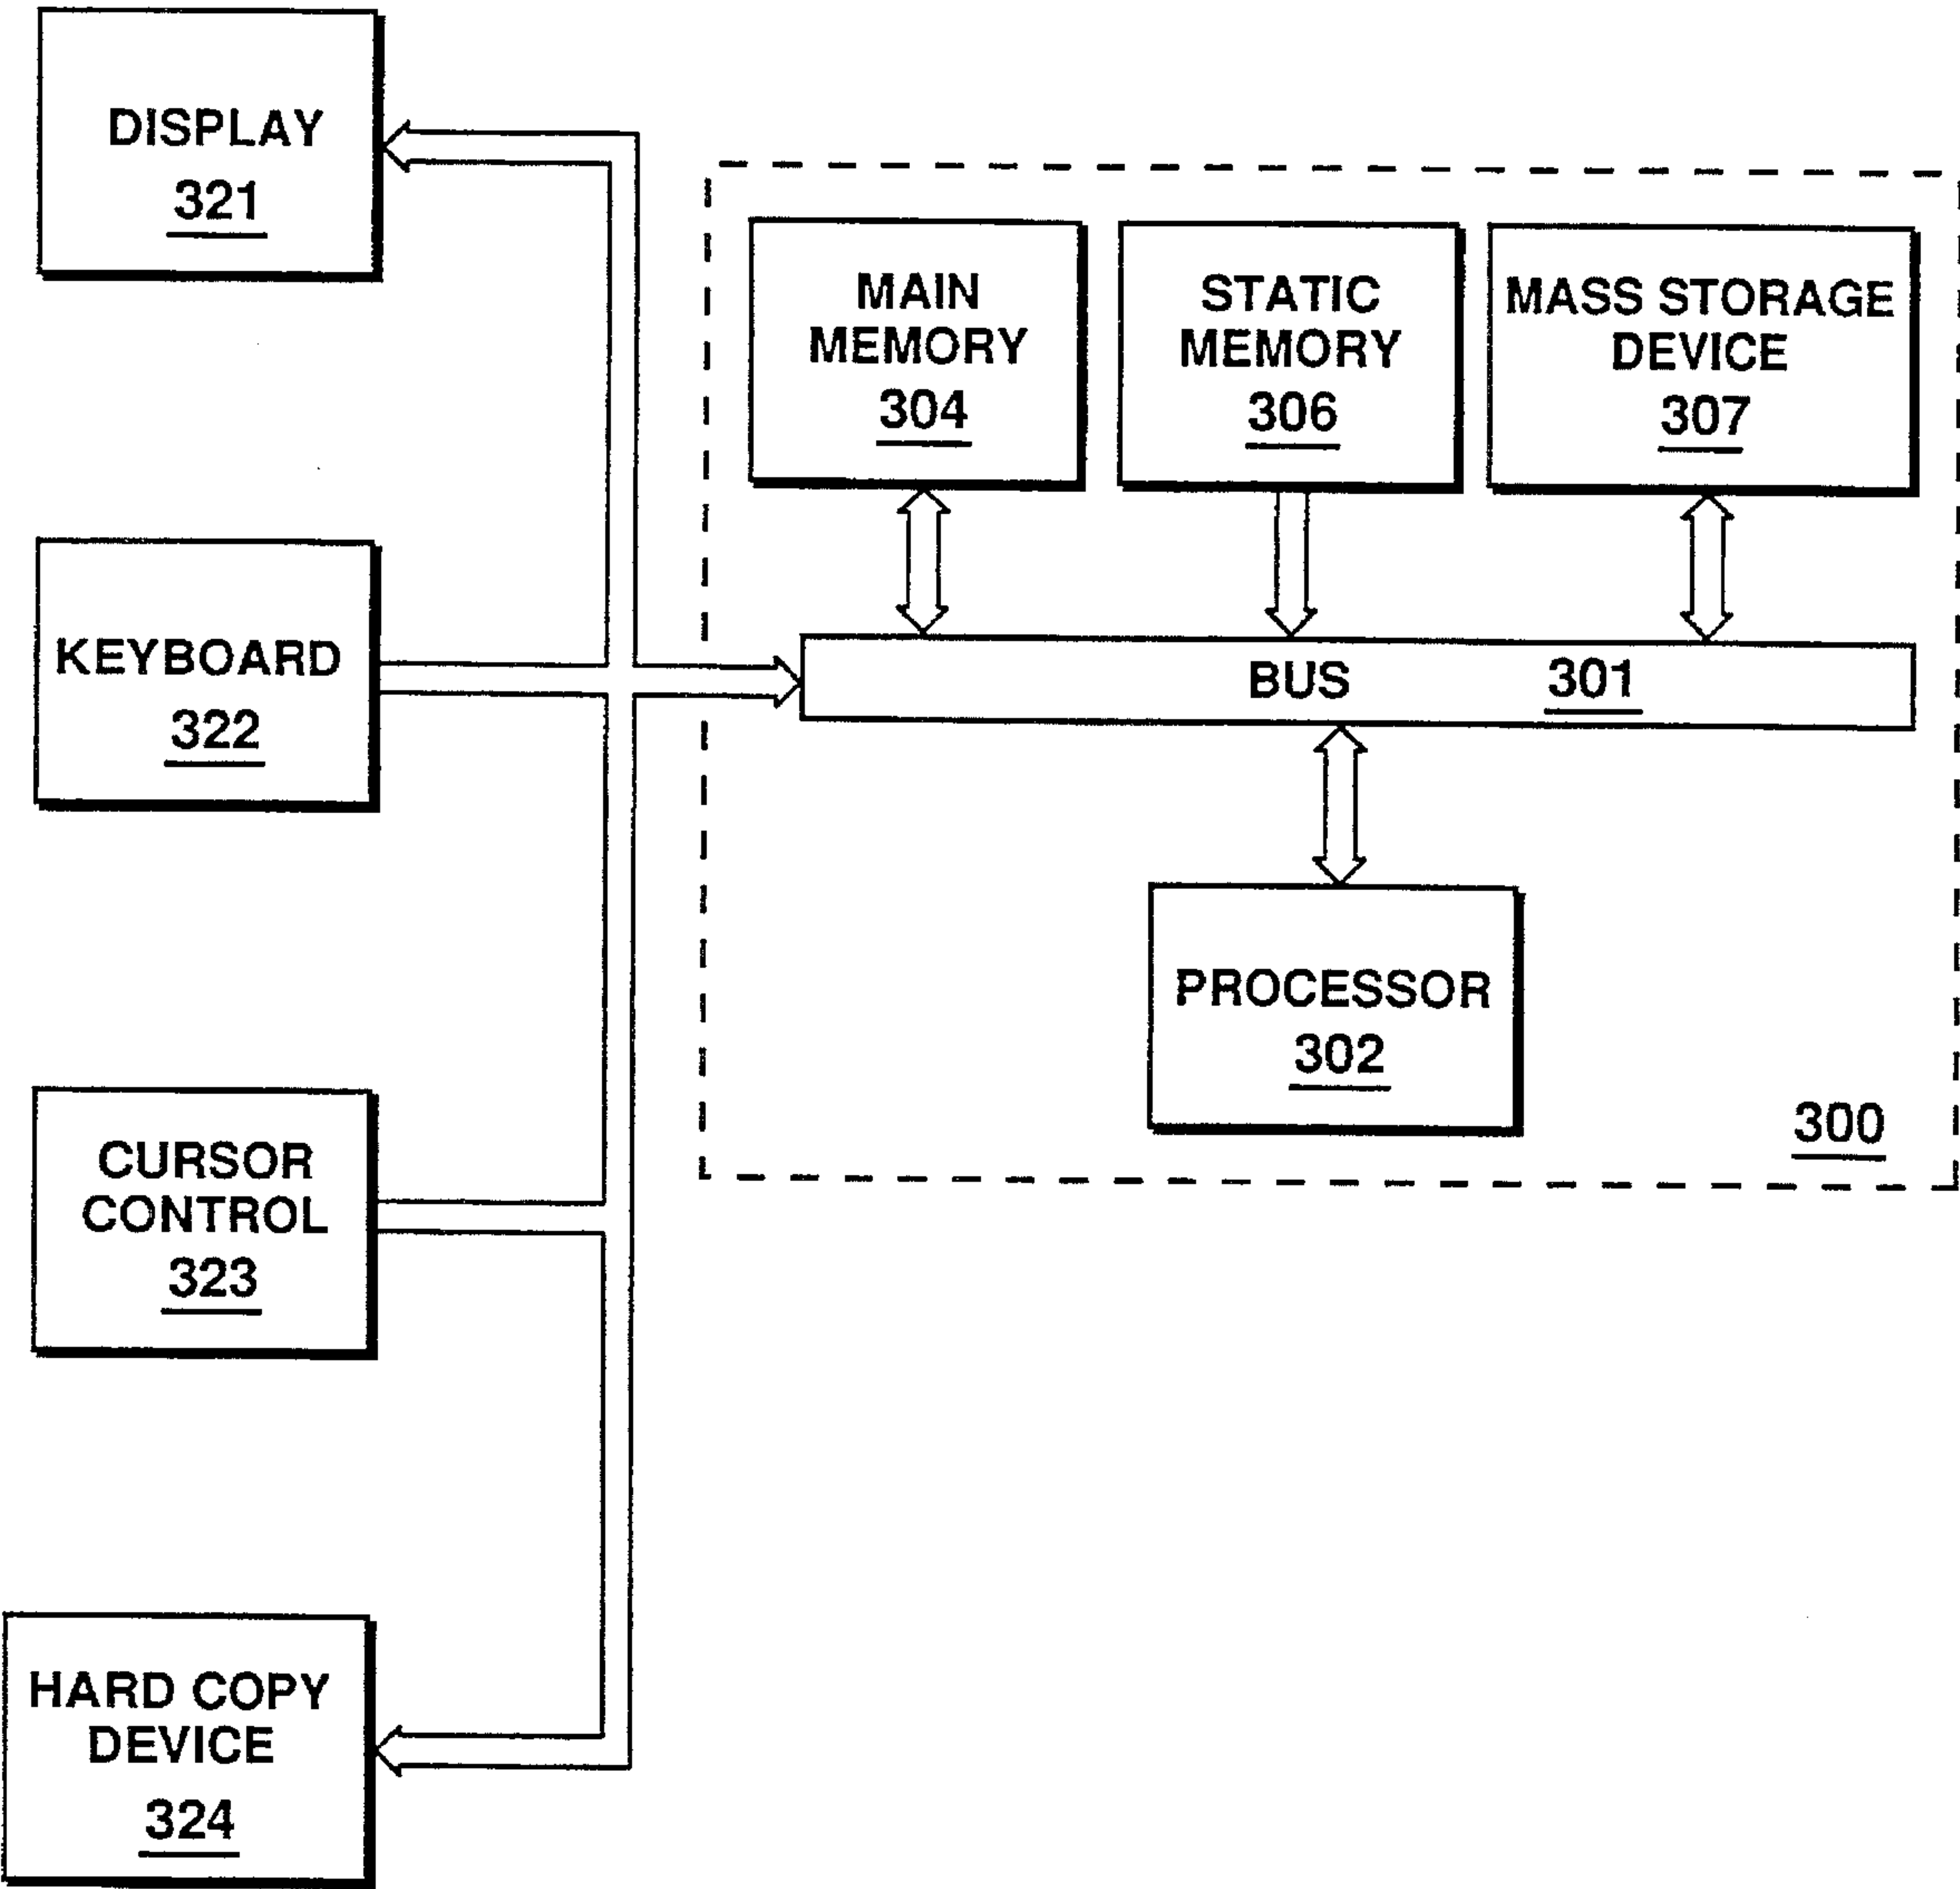 DISPLAY
321
MAIN
MEMORY
304
STATIC
MEMORY
306
MASS STORAGE
DEVICE
307
KEYBOARD
322
BUS 301
PROCESSOR
302
300
CURSOR
CONTROL
323
HARD COPY
DEVICE
324